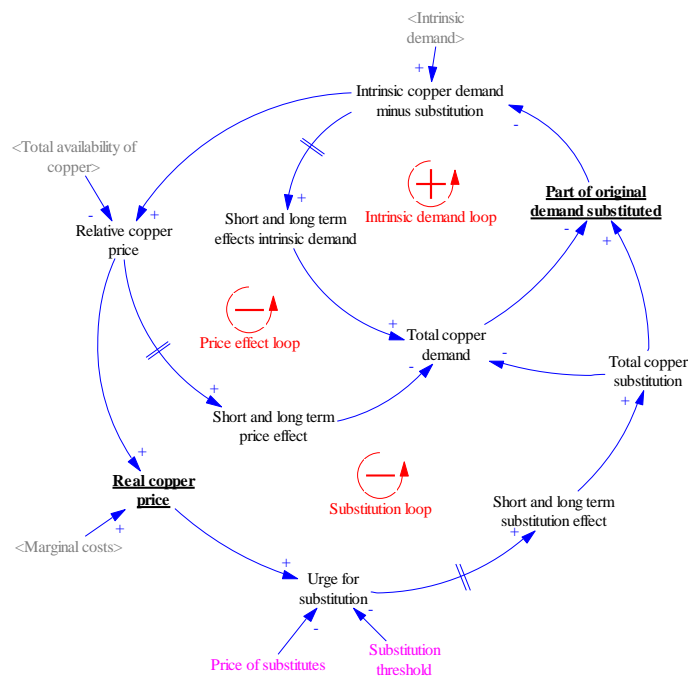 <Intrinsic
demand>
+
Intrinsic copper demand
minus substitution
-
<Total availability of
copper>
-
+
Relative copper
price
+
Short and long term
effects intrinsic demand
Intrinsic demand loop
Part of original
demand substituted
-
+
Price effect loop
+
Total copper
demand
-
-
Total copper
substitution
+
+
Short and long term
price effect
+
Real copper
price
+
<Marginal costs>
Substitution loop
Short and long term
substitution effect
+
+
Urge for
substitution
-
-
Price of substitutes
Substitution
threshold